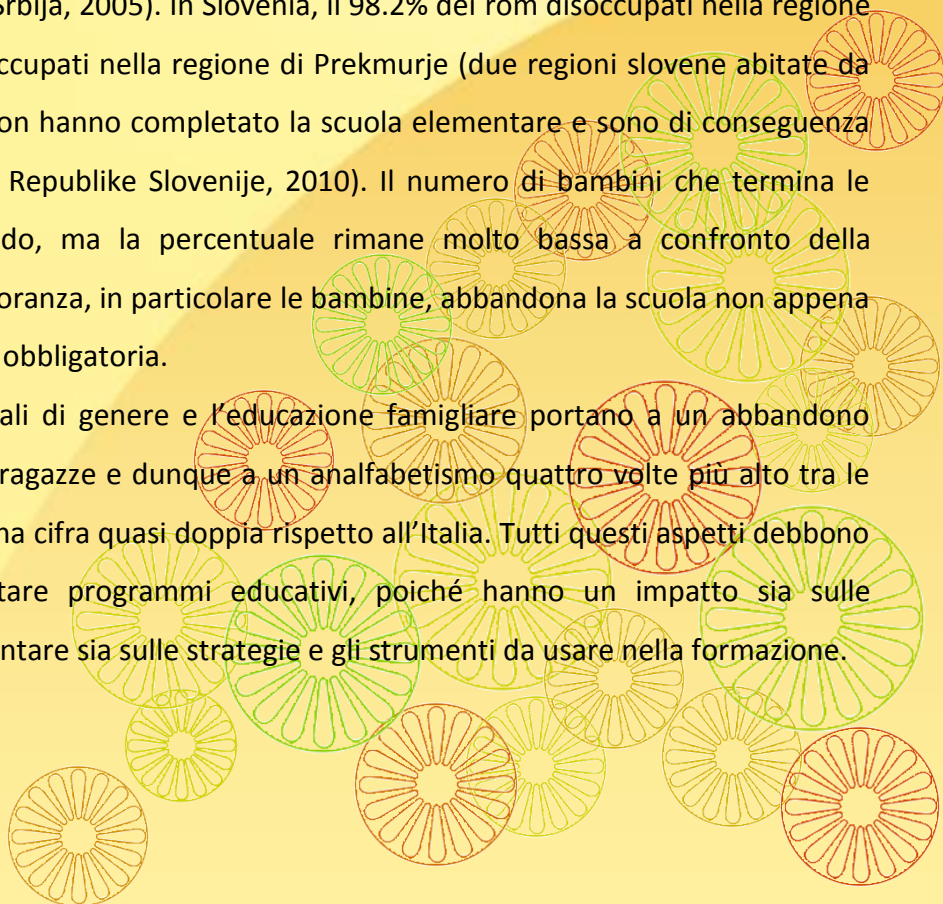 Srbija, 2005). In Slovenia, il 98.2% dei rom disoccupati nella regione
ccupati nella regione di Prekmurje (due regioni slovene abitate da
on hanno completato la scuola elementare e sono di conseguenza
Republike Slovenije, 2010). Il numero di bambini che termina le
do, ma la percentuale rimane molto bassa a confronto della
oranza, in particolare le bambine, abbandona la scuola non appena
obbligatoria.
ali di genere e l’educazione famigliare portano a un abbandono
ragazze e dunque a un analfabetismo quattro volte più alto tra le
na cifra quasi doppia rispetto all’Italia. Tutti questi aspetti debbono
tare programmi educativi, poiché hanno un impatto sia sulle
ntare sia sulle strategie e gli strumenti da usare nella formazione.